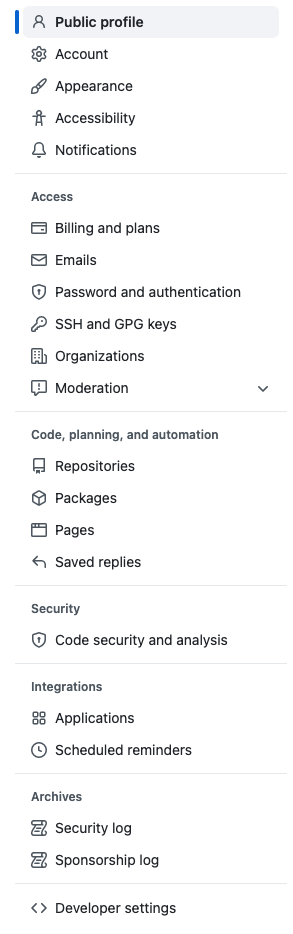 Public profile
Account
Appearance
Accessibility
Notifications
Access
Billing and plans
Emails
Password and authentication
SSH and GPG keys
Organizations
Moderation
Code, planning, and automation
Repositories
Packages
Pages
Saved replies
Security
Code security and analysis
Integrations
Applications
Scheduled reminders
Archives
Security log
Sponsorship log
Developer settings